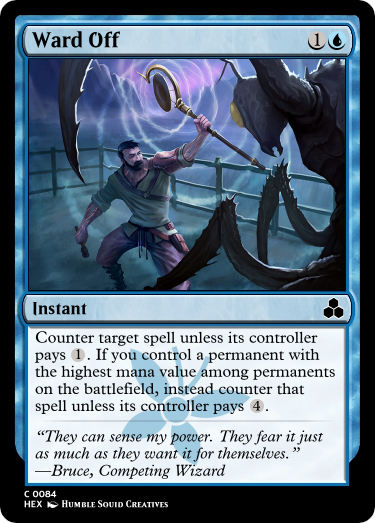 Ward Off
1
Instant
Counter target spell unless its controller
pays 1. If you control a permanent with
the highest mana value among permanents
on the battlefield, instead counter that
spell unless its controller pays 4.
“They can sense my power. They fear it just
as much as they want it for themselves.”
—Bruce, Competing Wizard
C 0084
HEX Humble Squid Creatives